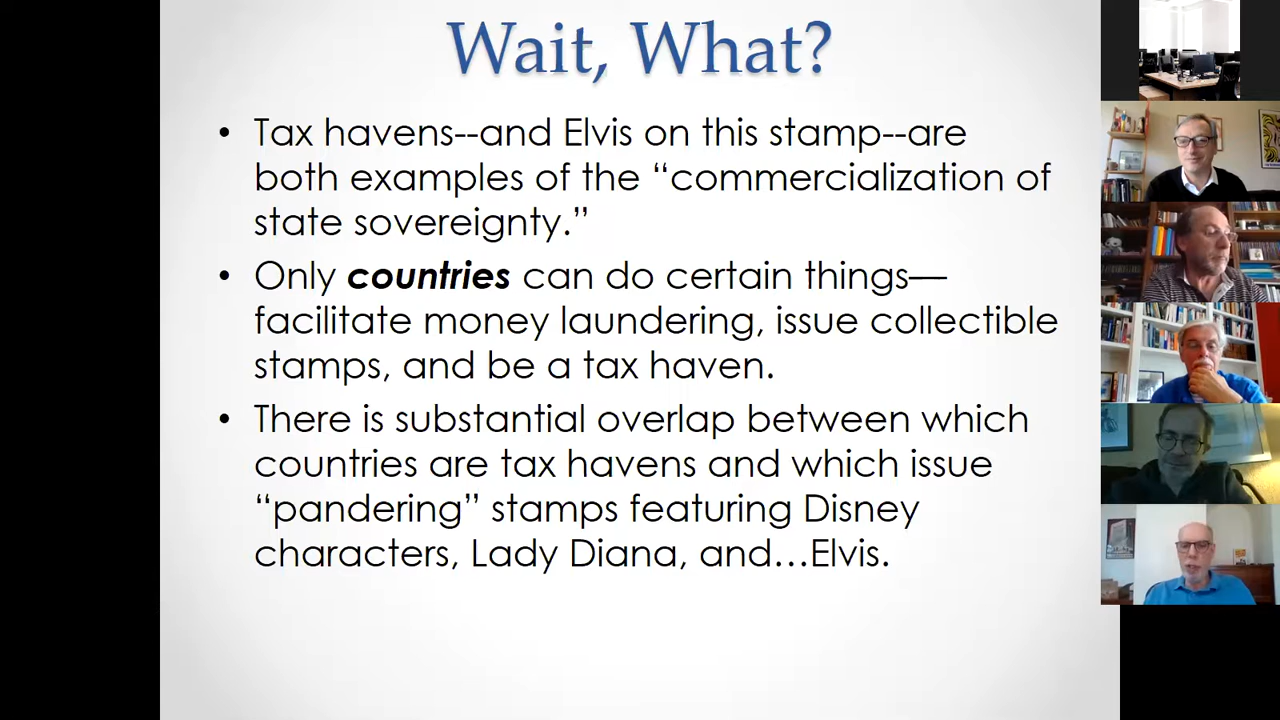 Wait, What?
• Tax havens--and Elvis on this stamp--are
both examples of the “commercialization of
state sovereignty.”
• Only countries can do certain things—
facilitate money laundering, issue collectible
stamps, and be a tax haven.
• There is substantial overlap between which
countries are tax havens and which issue
“pandering” stamps featuring Disney
characters, Lady Diana, and…Elvis.